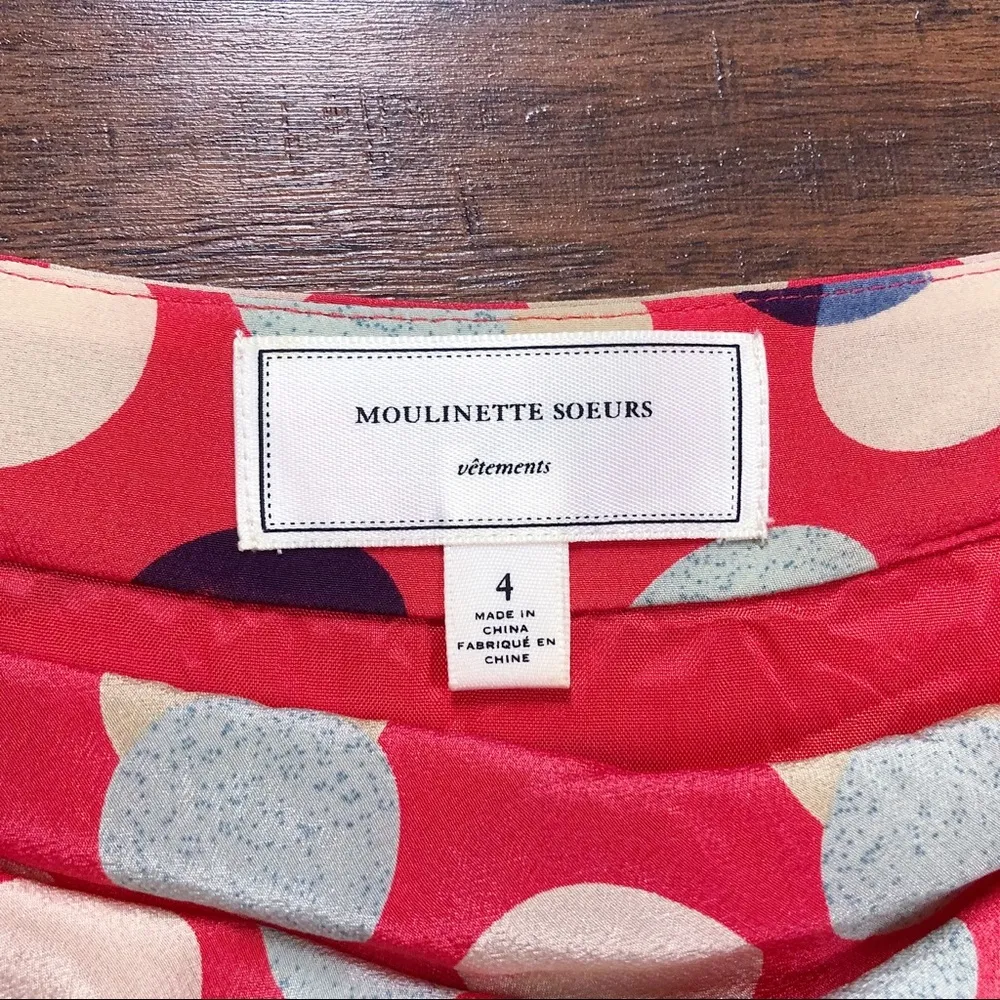 MOULINETTE SOEURS
vêtements
4
MADE IN
CHINA
FABRIQUÉ EN
CHINE